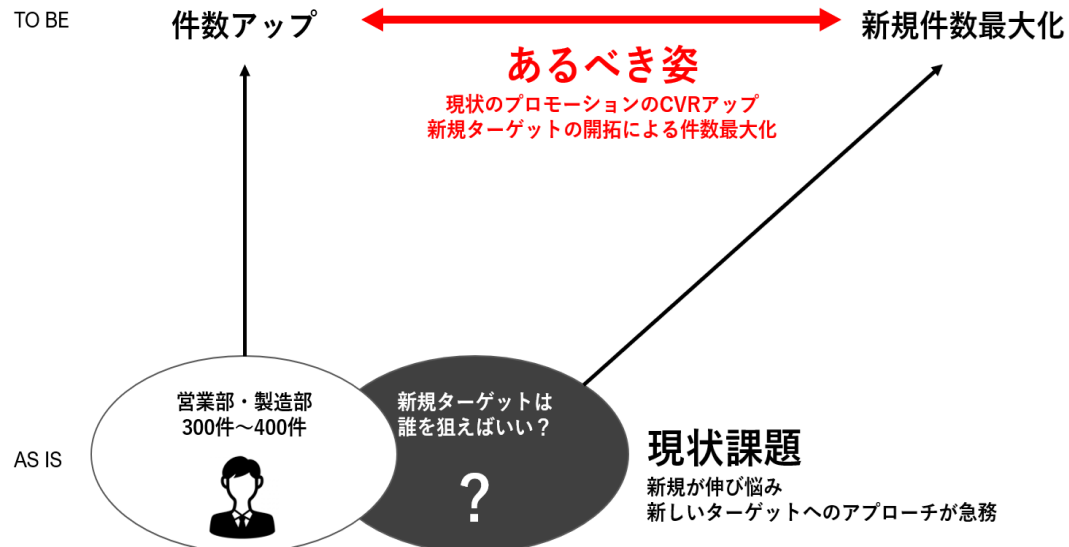 TO BE
件数アップ
新規件数最大化
あるべき姿
現状のプロモーションのCVRアップ
新規ターゲットの開拓による件数最大化
営業部・製造部
300件～400件
新規ターゲットは
誰を狙えばいい？
?
AS IS
現状課題
新規が伸び悩み
新しいターゲットへのアプローチが急務